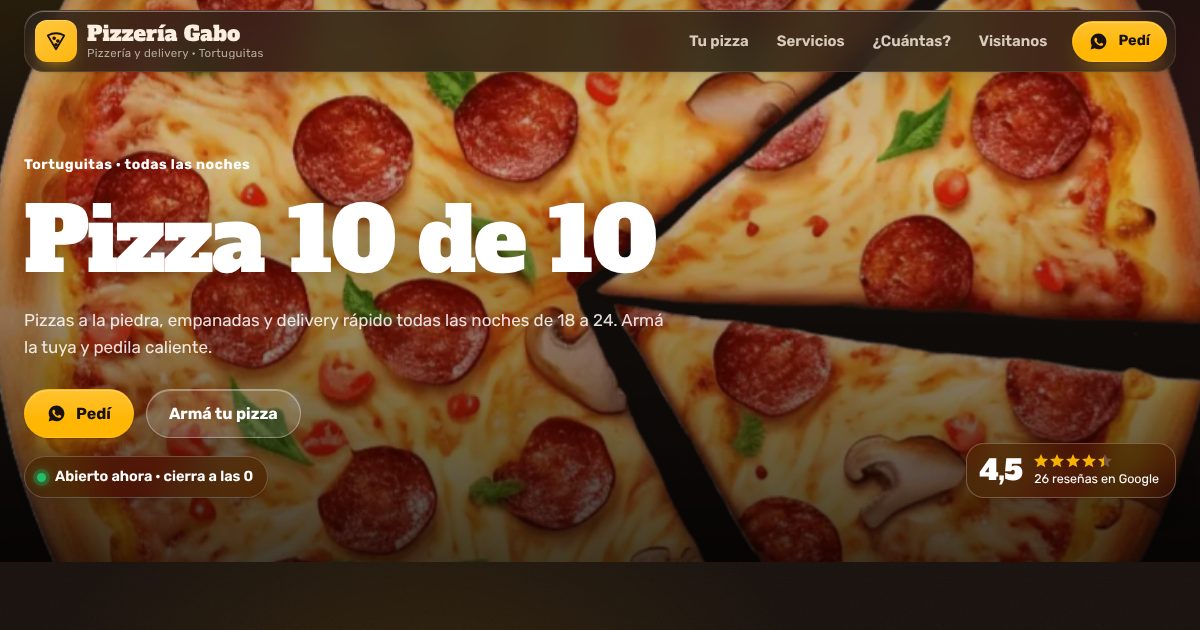 Pizzería Gabo
Pizzería y delivery • Tortuguitas
Tu pizza
Servicios
¿Cuántas?
Visitanos
Pedí
Tortuguitas • todas las noches
Pizza 10 de 10
Pizzas a la piedra, empanadas y delivery rápido todas las noches de 18 a 24. Armá
la tuya y pedila caliente.
Pedí
Armá tu pizza
Abierto ahora • cierra a las 0
4,5
26 reseñas en Google